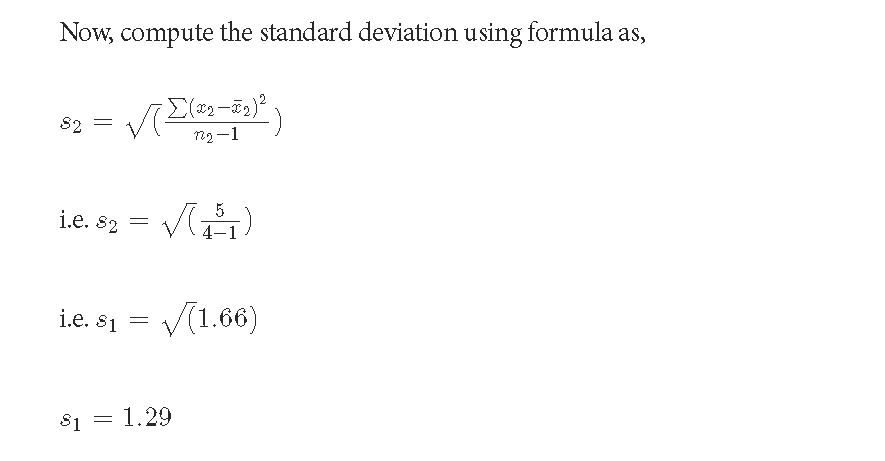 Now, compute the standard deviation using formula as,
s₂ = √(∑(x₂−x̄₂)²/n₂−1)
i.e. s₂ = √(5/4−1)
i.e. s₁ = √(1.66)
s₁ = 1.29